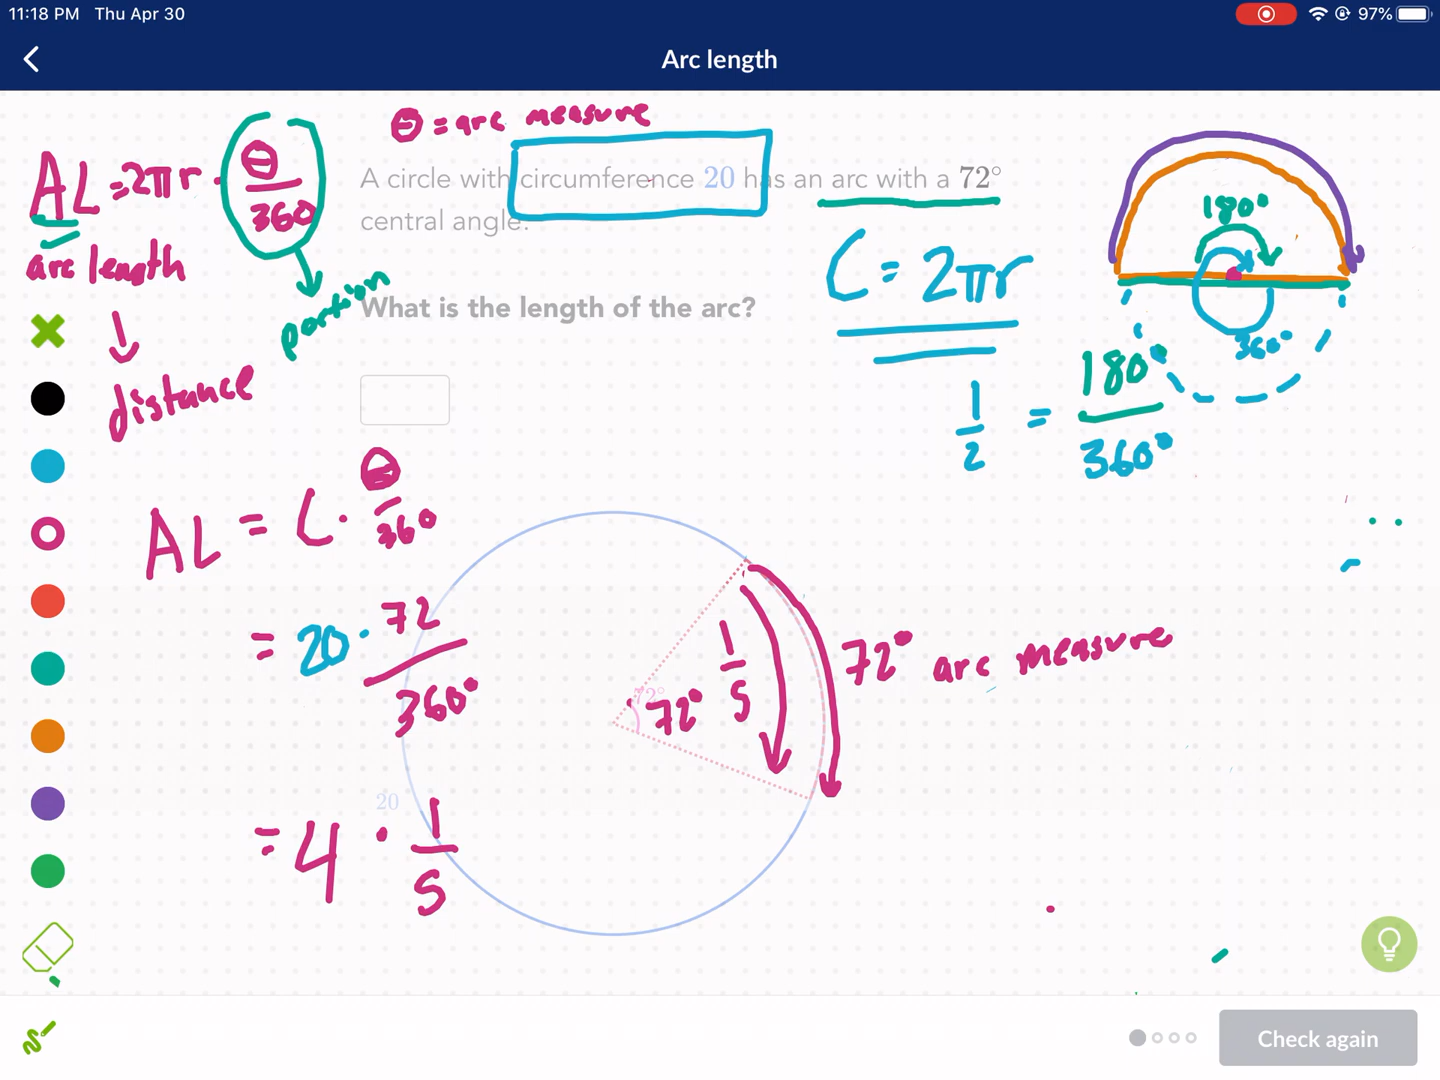 11:18 PM Thu Apr 30
97%
Arc length
θ = arc measure
AL = 2πr · θ/360
A circle with circumference 20 has an arc with a 72°
central angle.
180°
arc length
portion
C = 2πr
What is the length of the arc?
360°
distance
1/2 = 180°/360°
AL = C · θ/360
= 20 · 72/360°
1/5
72° arc measure
72°
72°
20
= 4 · 1/5
Check again